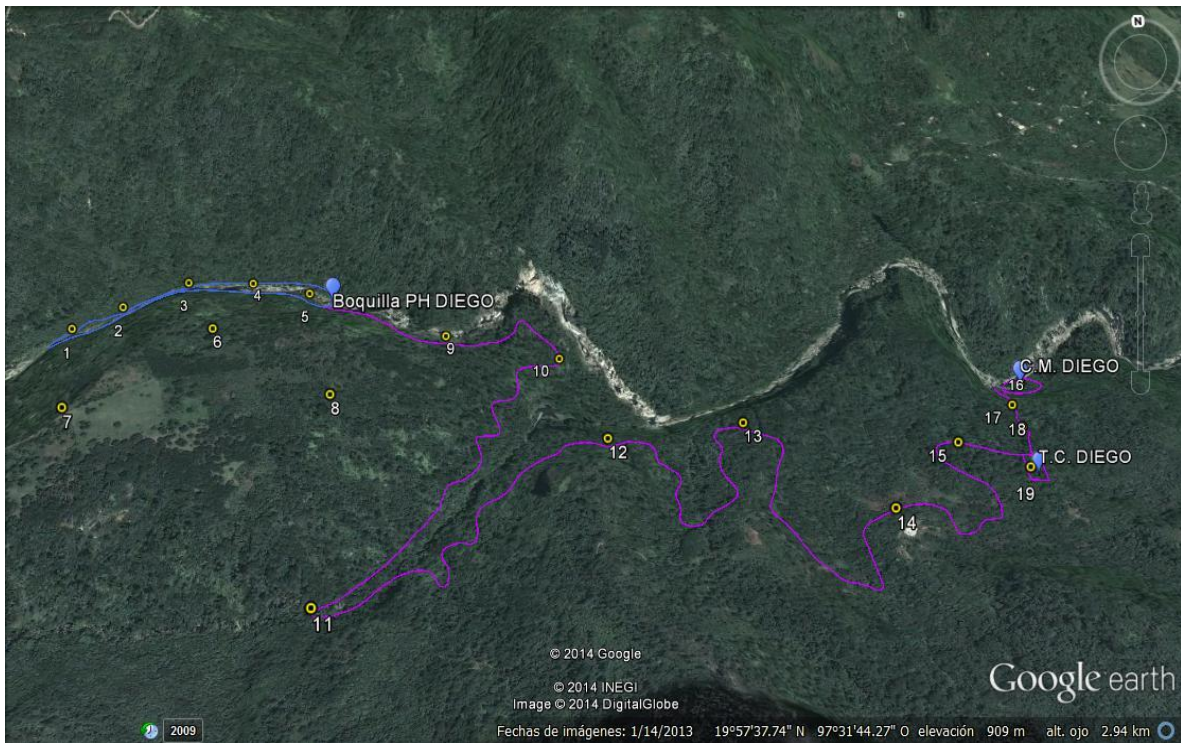 N
Boquilla PH DIEGO
1
2
3
4
5
6
7
8
9
10
11
12
13
14
15
C.M. DIEGO
16
17
18
T.C. DIEGO
19
© 2014 Google
© 2014 INEGI
Image © 2014 DigitalGlobe
Google earth
2009
Fechas de imágenes: 1/14/2013 19°57'37.74" N 97°31'44.27" O elevación 909 m alt. ojo 2.94 km